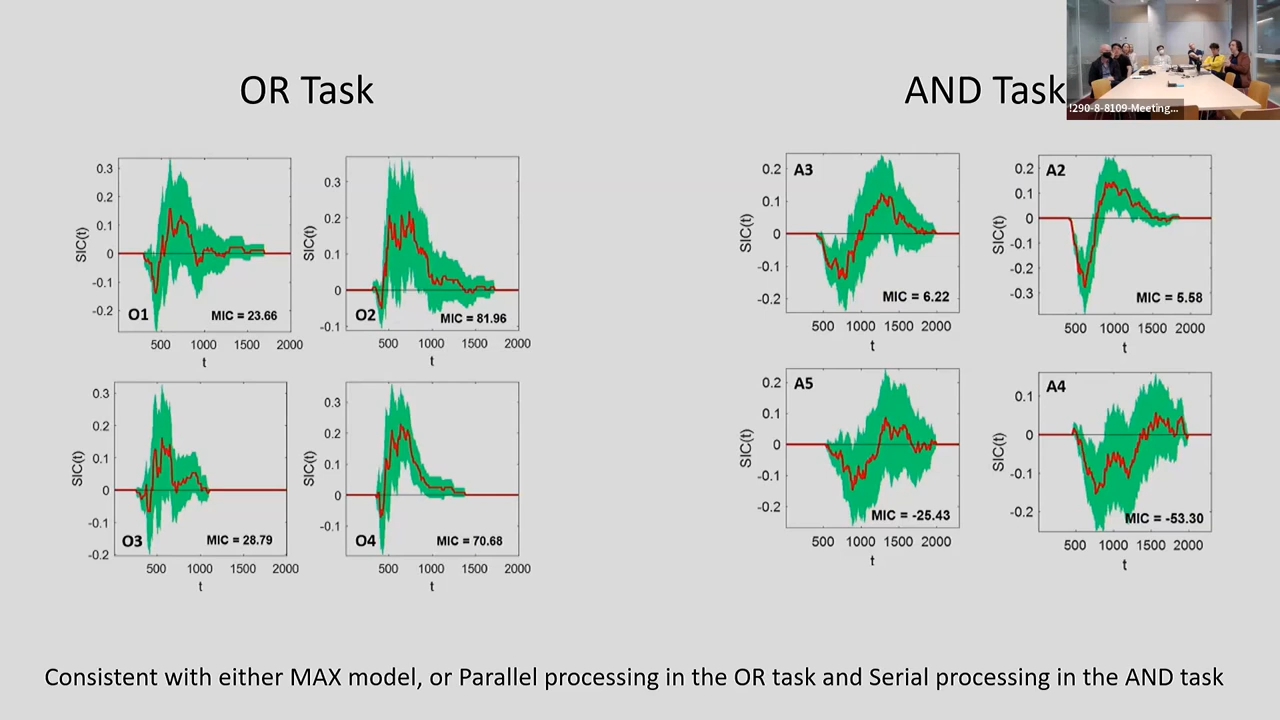 OR Task
AND Task
!290-8-8109-Meeting...
0.3
0.2
0.1
0
-0.1
-0.2
SIC(t)
O1
MIC = 23.66
500
1000
1500
2000
t
0.3
0.2
0.1
0
-0.1
SIC(t)
O2
MIC = 81.96
500
1000
1500
2000
t
0.2
0.1
0
-0.1
-0.2
SIC(t)
A3
MIC = 6.22
500
1000
1500
2000
t
0.2
0.1
0
-0.1
-0.2
-0.3
SIC(t)
A2
MIC = 5.58
500
1000
1500
2000
t
0.3
0.2
0.1
0
-0.1
-0.2
SIC(t)
O3
MIC = 28.79
500
1000
1500
2000
t
0.3
0.2
0.1
0
-0.1
SIC(t)
O4
MIC = 70.68
500
1000
1500
2000
t
0.2
0.1
0
-0.1
-0.2
SIC(t)
A5
MIC = -25.43
500
1000
1500
2000
t
0.1
0
-0.1
-0.2
SIC(t)
A4
MIC = -53.30
500
1000
1500
2000
t
Consistent with either MAX model, or Parallel processing in the OR task and Serial processing in the AND task